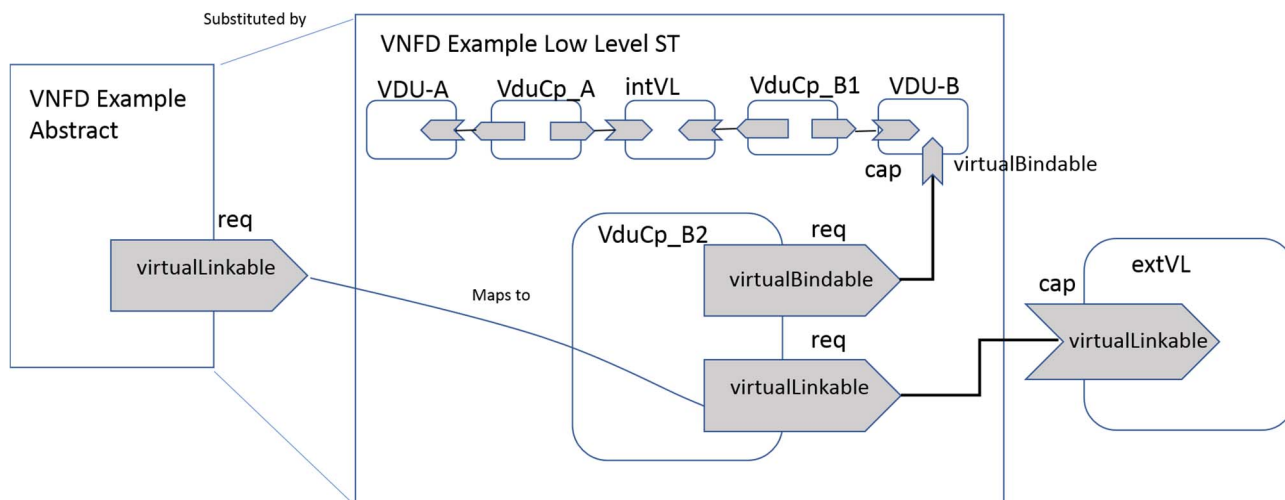 Substituted by
VNFD Example
Abstract
req
virtualLinkable
VNFD Example Low Level ST
VDU-A
VduCp_A
intVL
VduCp_B1
VDU-B
cap
virtualBindable
VduCp_B2
req
virtualBindable
Maps to
req
virtualLinkable
extVL
cap
virtualLinkable